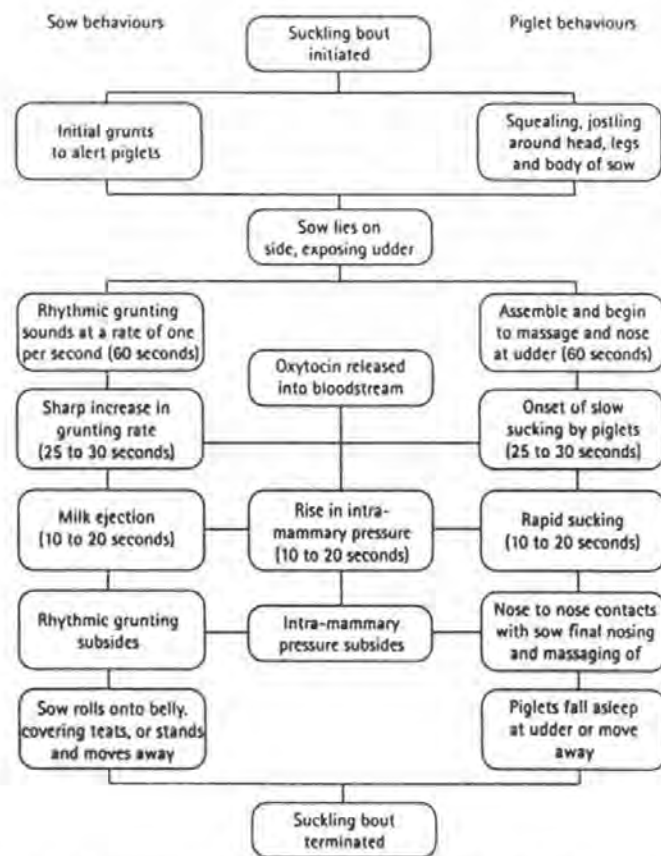 Sow behaviours
Piglet behaviours
Suckling bout
initiated
Initial grunts
to alert piglets
Squealing, jostling
around head, legs
and body of sow
Sow lies on
side, exposing udder
Rhythmic grunting
sounds at a rate of one
per second (60 seconds)
Assemble and begin
to massage and nose
at udder (60 seconds)
Oxytocin released
into bloodstream
Sharp increase in
grunting rate
(25 to 30 seconds)
Onset of slow
sucking by piglets
(25 to 30 seconds)
Milk ejection
(10 to 20 seconds)
Rise in intra-
mammary pressure
(10 to 20 seconds)
Rapid sucking
(10 to 20 seconds)
Rhythmic grunting
subsides
Intra-mammary
pressure subsides
Nose to nose contacts
with sow final nosing
and massaging of
Sow rolls onto belly,
covering teats, or stands
and moves away
Piglets fall asleep
at udder or move
away
Suckling bout
terminated